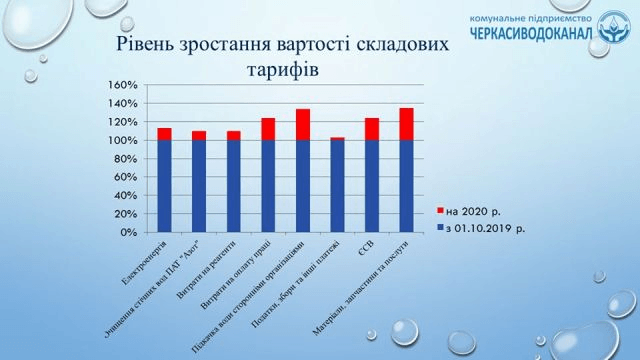 комунальне підприємство
ЧЕРКАСИВОДОКАНАЛ
Рівень зростання вартості складових
тарифів
160%
140%
120%
100%
80%
60%
40%
20%
0%
Електроенергія
Очищення стічних вод ПАТ "Азот"
Витрати на реагенти
Витрати на оплату праці
Підкачка води сторонніми організаціями
Податки, збори та інші платежі
ЄСВ
Матеріали, запчастини та послуги
на 2020 р.
з 01.10.2019 р.